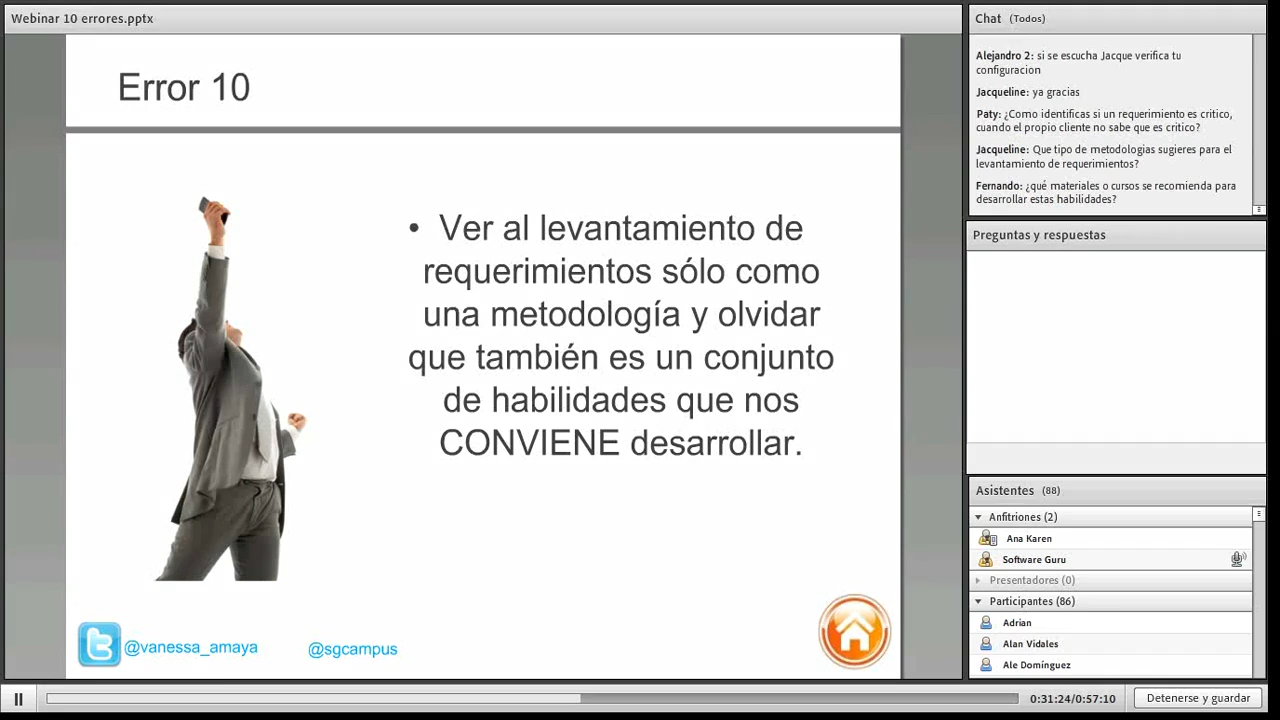 Webinar 10 errores.pptx
Error 10
• Ver al levantamiento de
requerimientos sólo como
una metodología y olvidar
que también es un conjunto
de habilidades que nos
CONVIENE desarrollar.
@vanessa_amaya
@sgcampus
Chat (Todos)
Alejandro 2: si se escucha Jacque verifica tu
configuracion
Jacqueline: ya gracias
Paty: ¿Como identificas si un requerimiento es critico,
cuando el propio cliente no sabe que es critico?
Jacqueline: Que tipo de metodologias sugieres para el
levantamiento de requerimientos?
Fernando: ¿qué materiales o cursos se recomienda para
desarrollar estas habilidades?
Preguntas y respuestas
Asistentes (88)
Anfitriones (2)
Ana Karen
Software Guru
Presentadores (0)
Participantes (86)
Adrian
Alan Vidales
Ale Domínguez
0:31:24/0:57:10
Detenerse y guardar